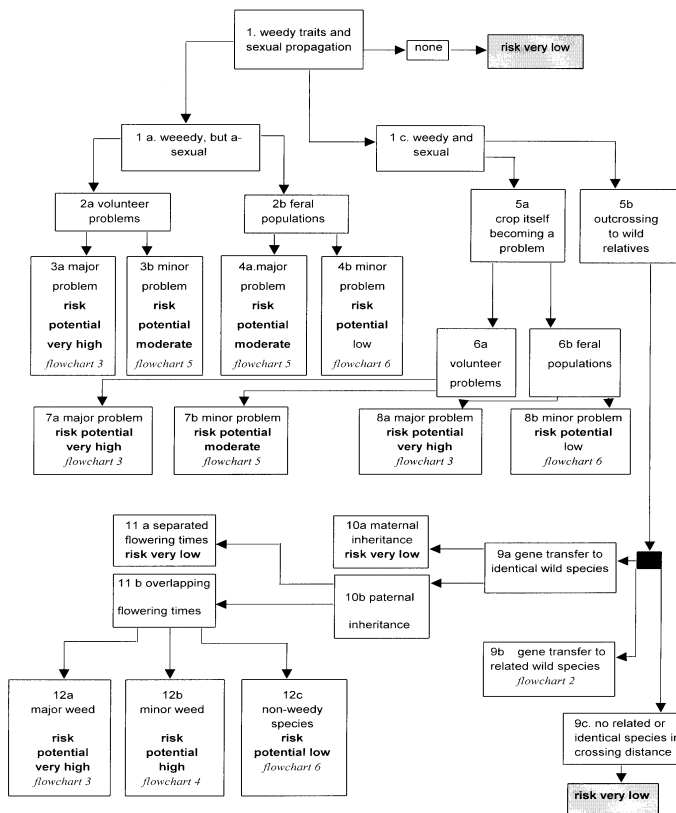 1. weedy traits and
sexual propagation
none
risk very low
1 a. weeedy, but a-
sexual
1 c. weedy and
sexual
2a volunteer
problems
2b feral
populations
5a
crop itself
becoming a
problem
5b
outcrossing
to wild
relatives
3a major
problem
risk
potential
very high
flowchart 3
3b minor
problem
risk
potential
moderate
flowchart 5
4a.major
problem
risk
potential
moderate
flowchart 5
4b minor
problem
risk
potential
low
flowchart 6
6a
volunteer
problems
6b feral
populations
7a major problem
risk potential
very high
flowchart 3
7b minor problem
risk potential
moderate
flowchart 5
8a major problem
risk potential
very high
flowchart 3
8b minor problem
risk potential
low
flowchart 6
11 a separated
flowering times
risk very low
10a maternal
inheritance
risk very low
9a gene transfer to
identical wild species
11 b overlapping
flowering times
10b paternal
inheritance
9b gene transfer to
related wild species
flowchart 2
12a
major weed
risk
potential
very high
flowchart 3
12b
minor weed
risk
potential
high
flowchart 4
12c
non-weedy
species
risk
potential low
flowchart 6
9c. no related or
identical species in
crossing distance
risk very low